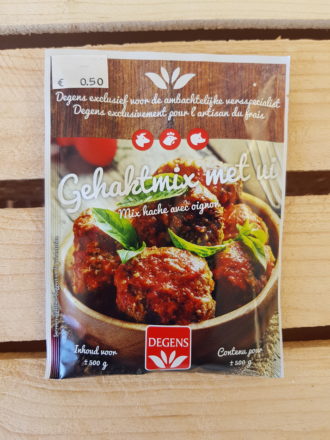 € 0.50
Degens exclusief voor de ambachtelijke versspecialist
Degens exclusivement pour l'artisan du frais
Gehaktmix met ui
Mix hache avec oignon
DEGENS
Inhoud voor
± 500 g
Contenu pour
± 500 g